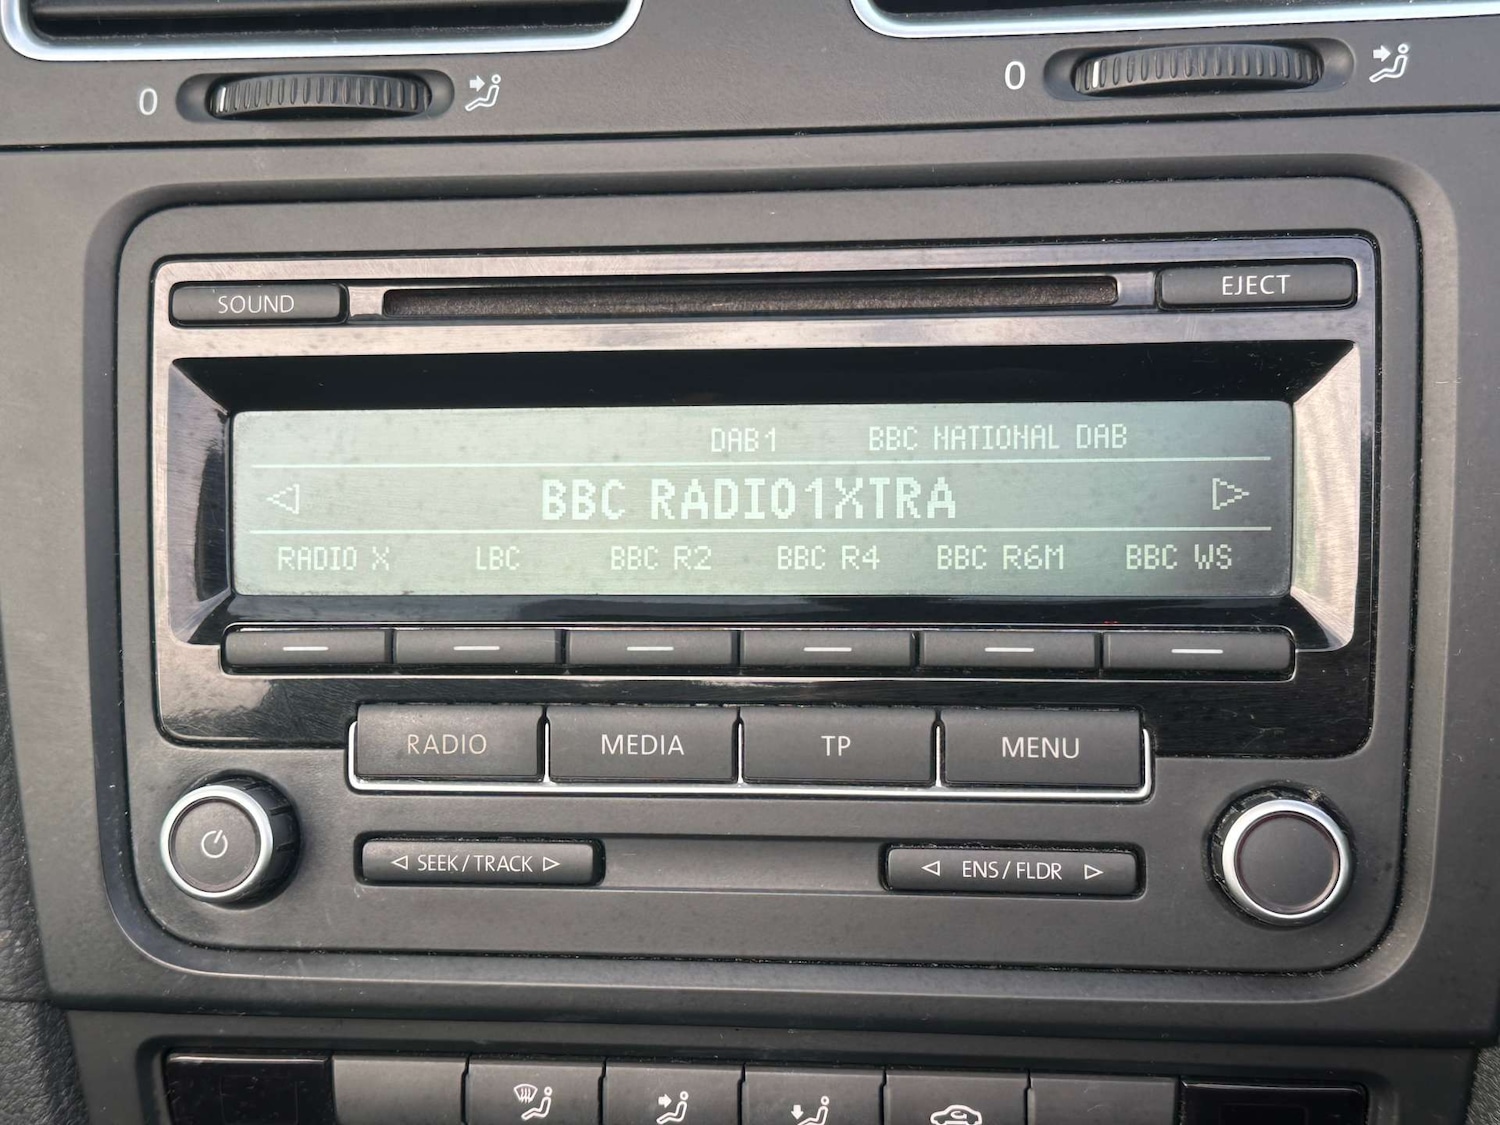 0 0
SOUND EJECT
DAB1 BBC NATIONAL DAB
BBC RADIO1XTRA
RADIO X LBC BBC R2 BBC R4 BBC R6M BBC WS
RADIO MEDIA TP MENU
SEEK / TRACK ENS / FLDR